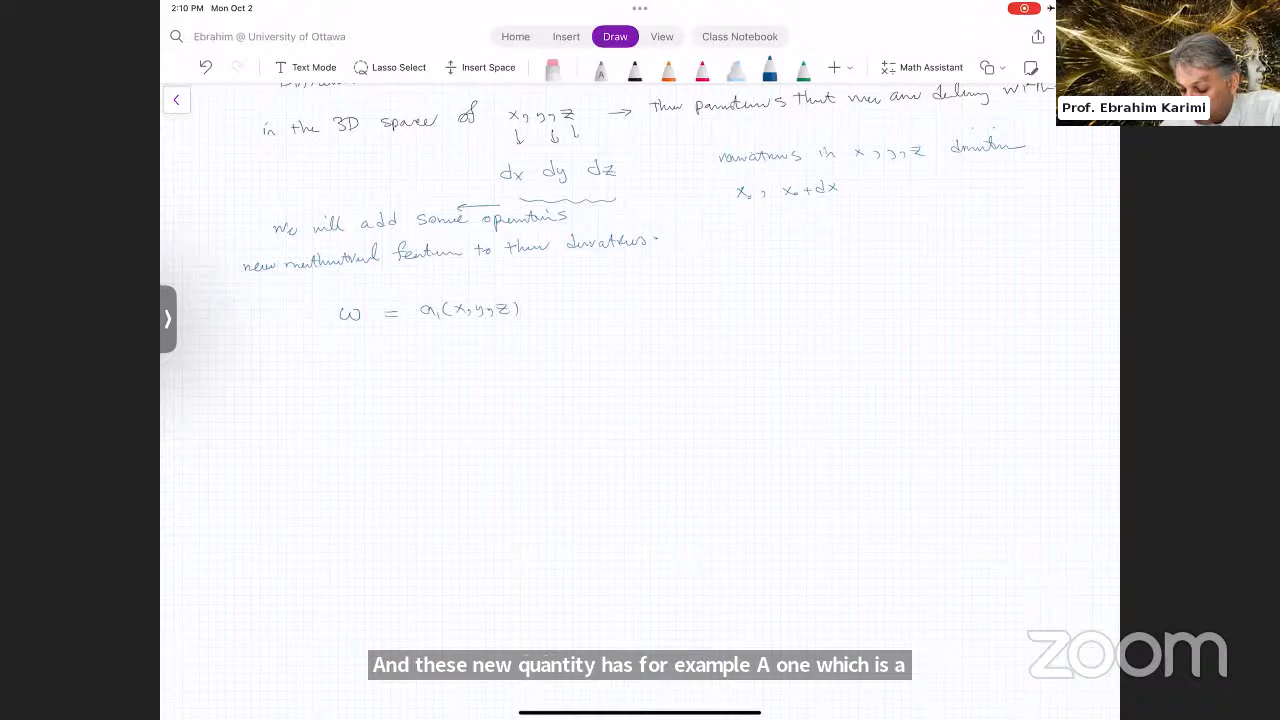 2:10 PM Mon Oct 2
Ebrahim @ University of Ottawa
Home Insert Draw View Class Notebook
Text Mode Lasso Select Insert Space Math Assistant
in the 3D space of x, y, z → the parameters that we are dealing with
variations in x, y, z direction
dx dy dz
x₀, x₀+dx
we will add some operations
new mathematical feature to the derivatives.
ω = a₁(x, y, z)
Prof. Ebrahim Karimi
And these new quantity has for example A one which is a
zoom